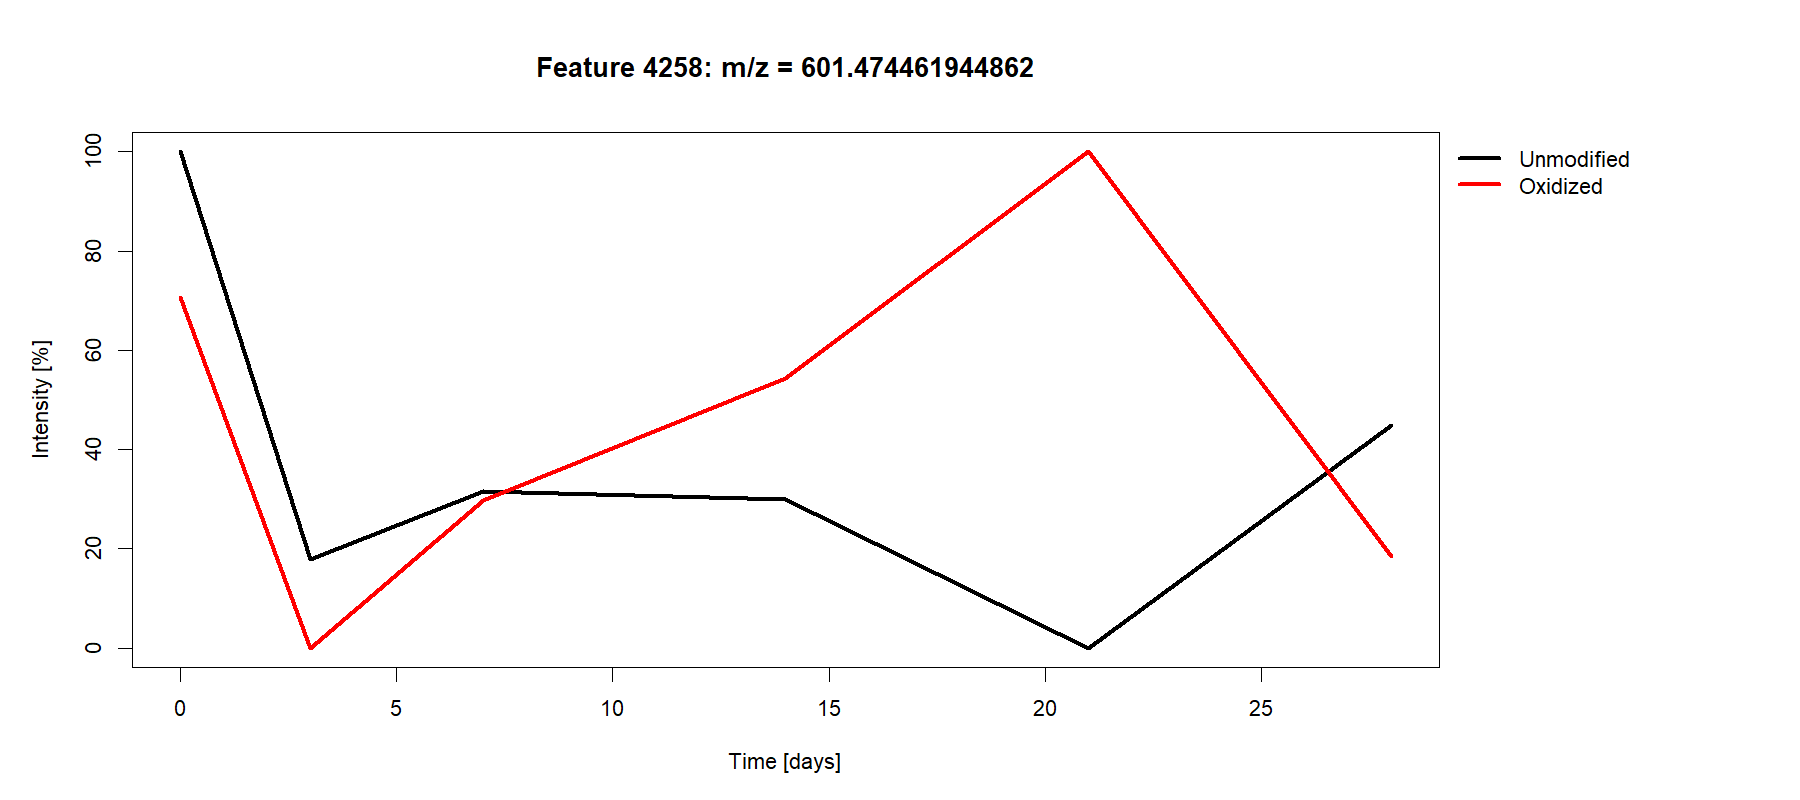 Feature 4258: m/z = 601.474461944862
Unmodified
Oxidized
Intensity [%]
100
80
60
40
20
0
0 5 10 15 20 25
Time [days]